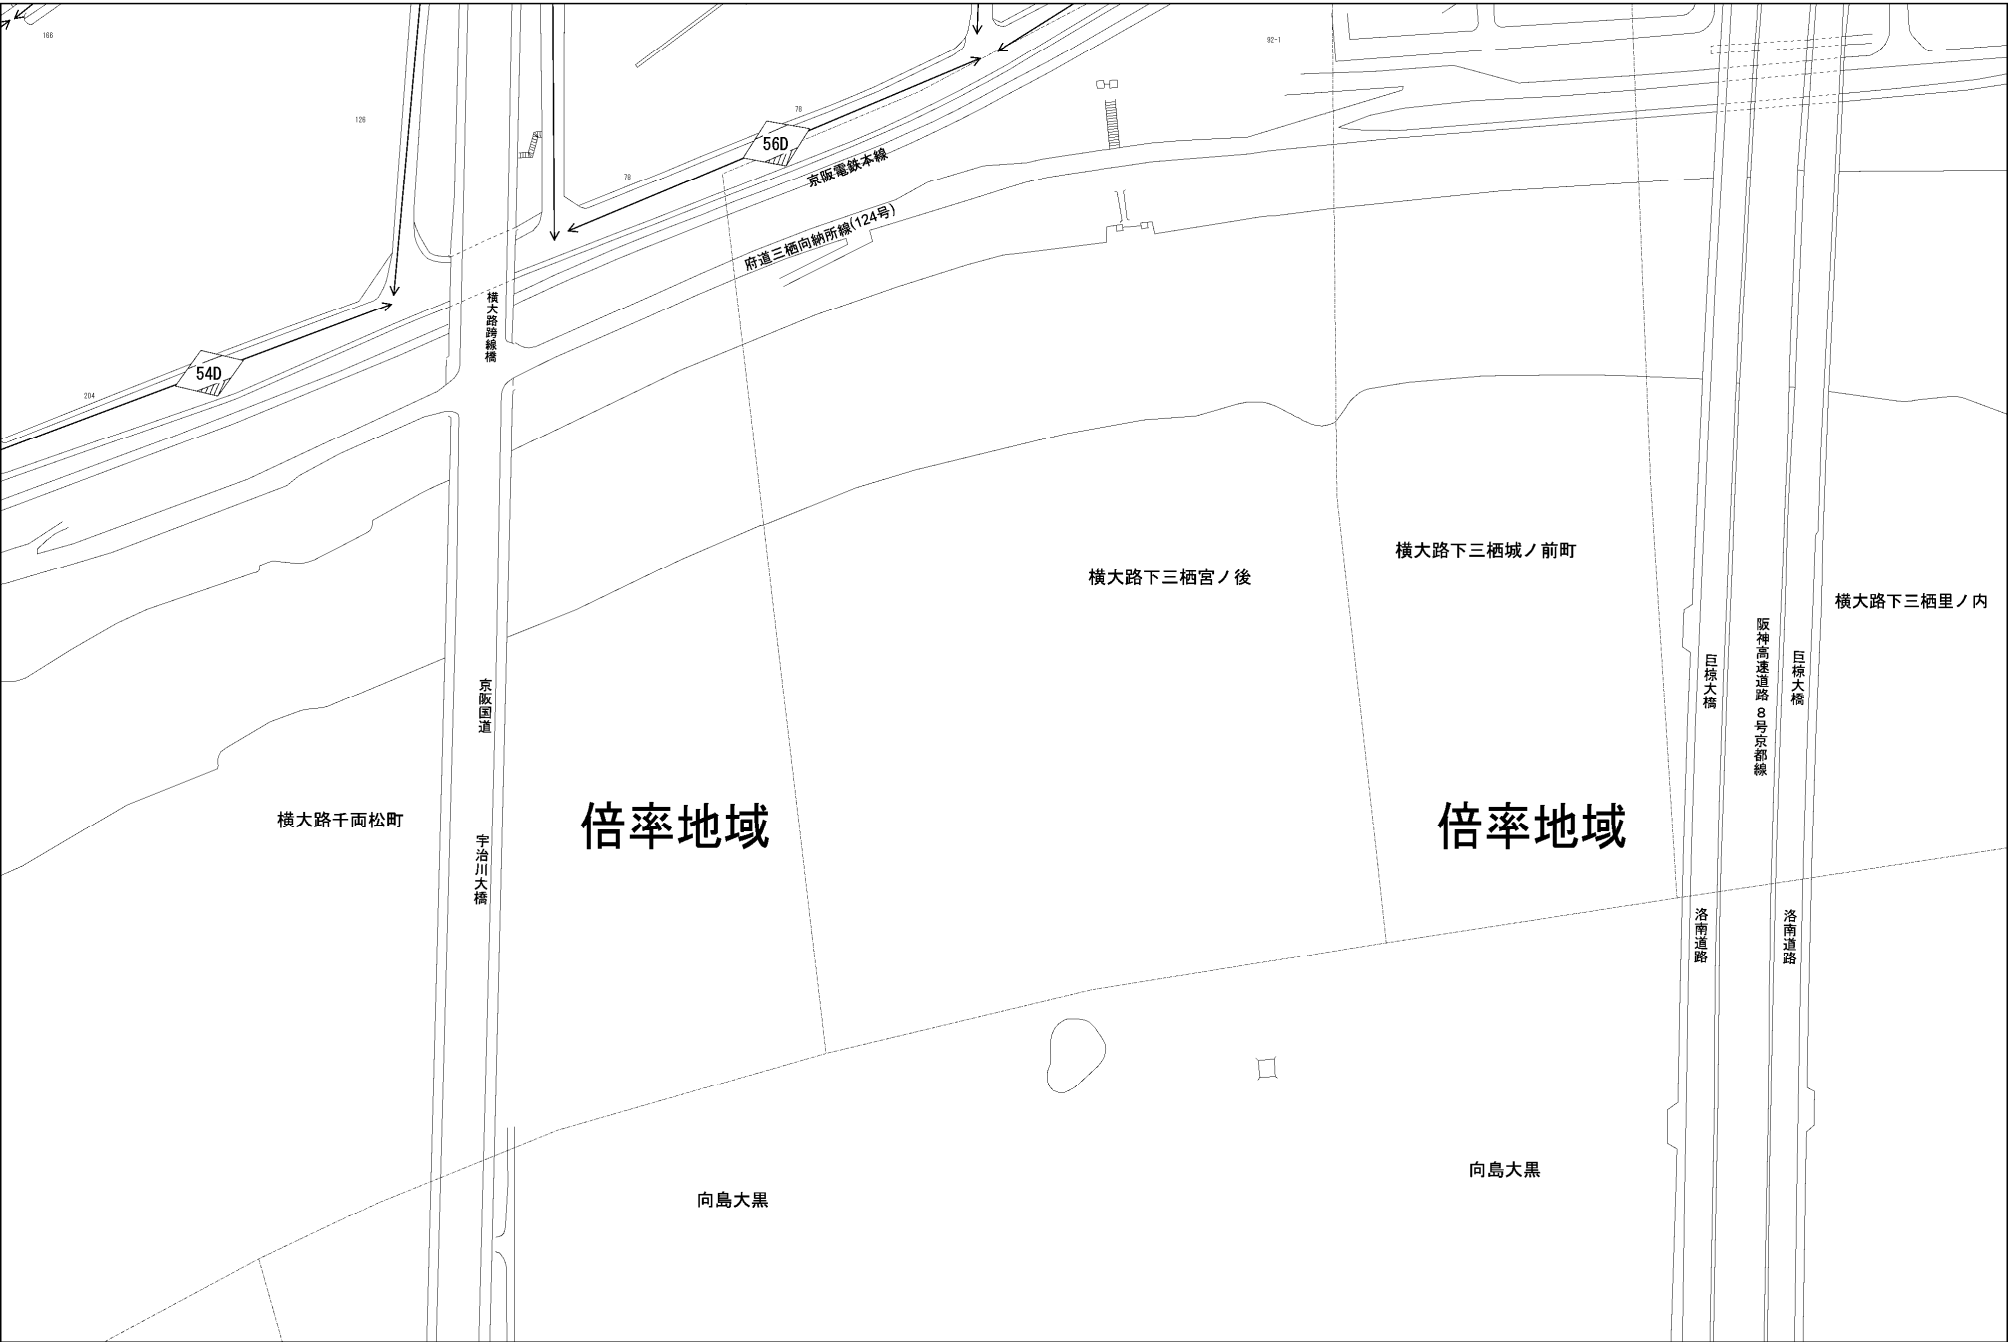 166
92-1
78
126
56D
78
京阪電鉄本線
府道三栖向納所線(124号)
横大路跨線橋
54D
204
横大路下三栖城ノ前町
横大路下三栖宮ノ後
横大路下三栖里ノ内
阪神高速道路 8号京都線
巨椋大橋
巨椋大橋
京阪国道
横大路千両松町
宇治川大橋
倍率地域
倍率地域
洛南道路
洛南道路
向島大黒
向島大黒